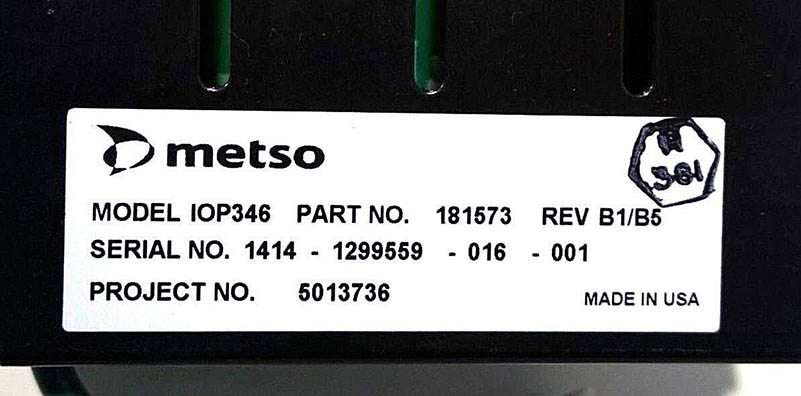 metso
MODEL IOP346 PART NO. 181573 REV B1/B5
SERIAL NO. 1414 - 1299559 - 016 - 001
PROJECT NO. 5013736
MADE IN USA